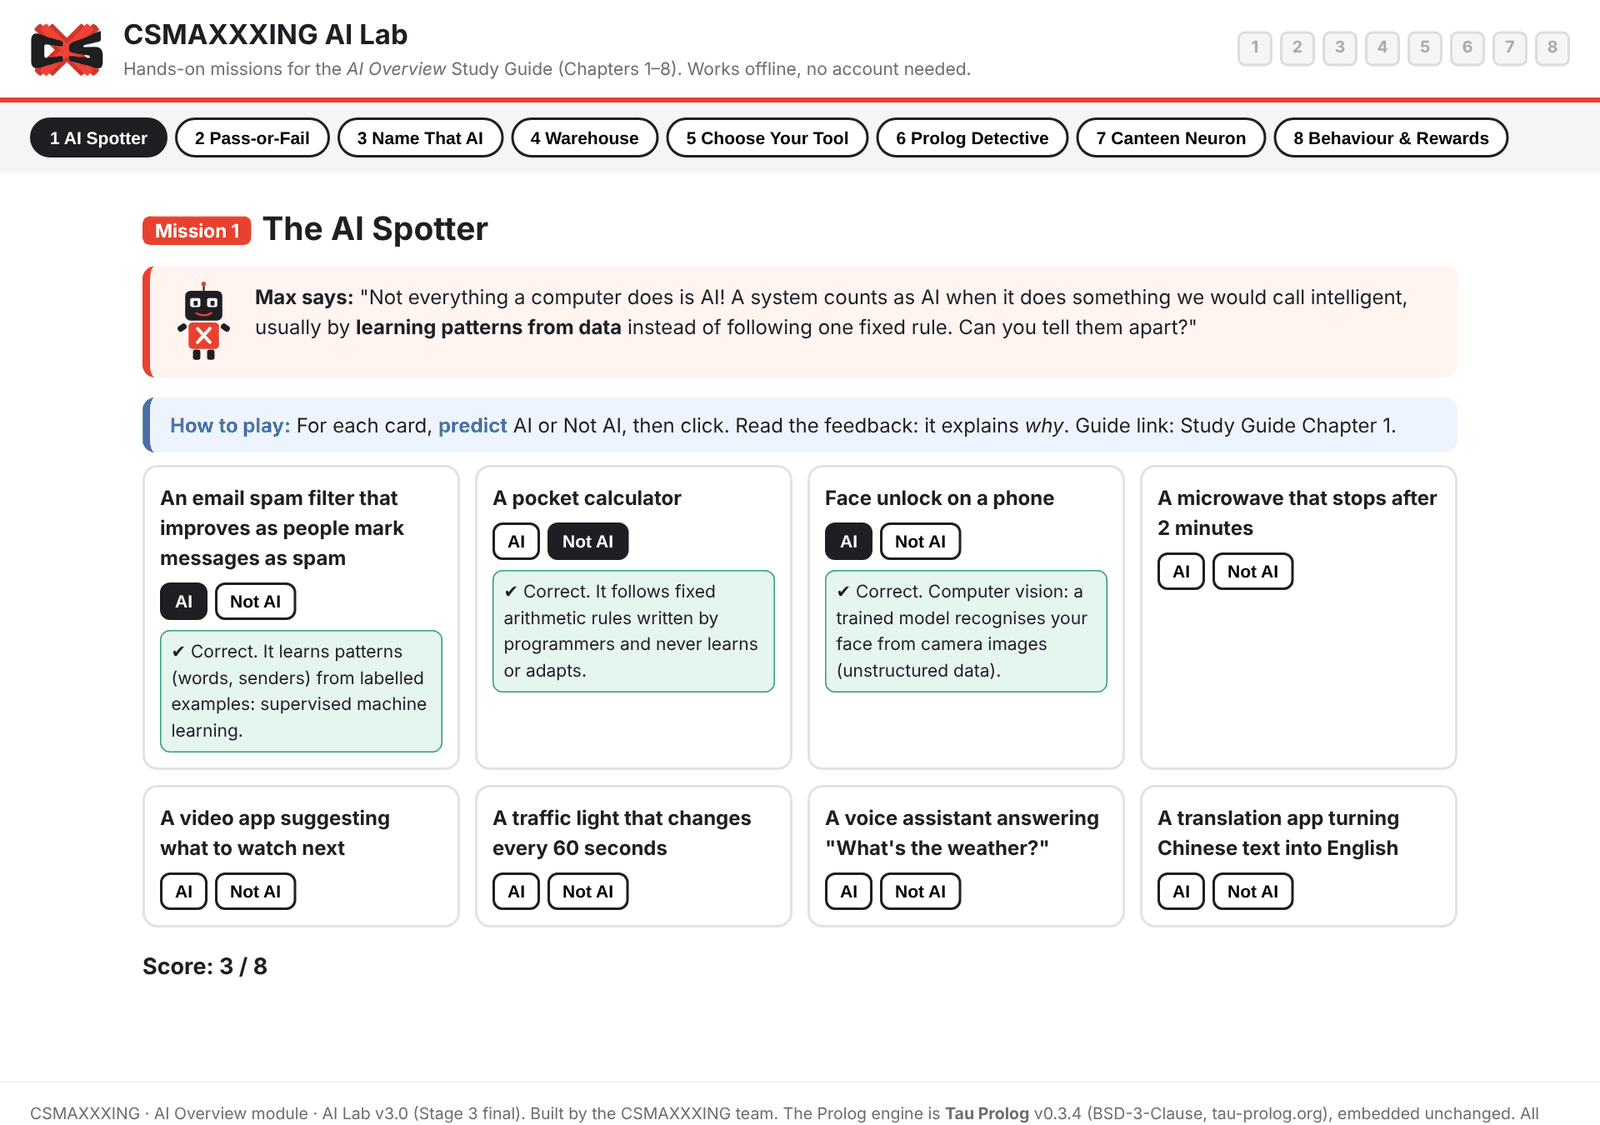 CS
CSMAXXXING AI Lab
Hands-on missions for the AI Overview Study Guide (Chapters 1–8). Works offline, no account needed.
1 2 3 4 5 6 7 8
1 AI Spotter
2 Pass-or-Fail
3 Name That AI
4 Warehouse
5 Choose Your Tool
6 Prolog Detective
7 Canteen Neuron
8 Behaviour & Rewards
Mission 1 The AI Spotter
X
Max says: "Not everything a computer does is AI! A system counts as AI when it does something we would call intelligent,
usually by learning patterns from data instead of following one fixed rule. Can you tell them apart?"
How to play: For each card, predict AI or Not AI, then click. Read the feedback: it explains why. Guide link: Study Guide Chapter 1.
An email spam filter that
improves as people mark
messages as spam
AI Not AI
✔ Correct. It learns patterns
(words, senders) from labelled
examples: supervised machine
learning.
A pocket calculator
AI Not AI
✔ Correct. It follows fixed
arithmetic rules written by
programmers and never learns
or adapts.
Face unlock on a phone
AI Not AI
✔ Correct. Computer vision: a
trained model recognises your
face from camera images
(unstructured data).
A microwave that stops after
2 minutes
AI Not AI
A video app suggesting
what to watch next
AI Not AI
A traffic light that changes
every 60 seconds
AI Not AI
A voice assistant answering
"What's the weather?"
AI Not AI
A translation app turning
Chinese text into English
AI Not AI
Score: 3 / 8
CSMAXXXING · AI Overview module · AI Lab v3.0 (Stage 3 final). Built by the CSMAXXXING team. The Prolog engine is Tau Prolog v0.3.4 (BSD-3-Clause, tau-prolog.org), embedded unchanged. All